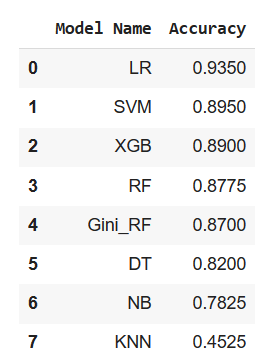 Model Name Accuracy
0 LR 0.9350
1 SVM 0.8950
2 XGB 0.8900
3 RF 0.8775
4 Gini_RF 0.8700
5 DT 0.8200
6 NB 0.7825
7 KNN 0.4525